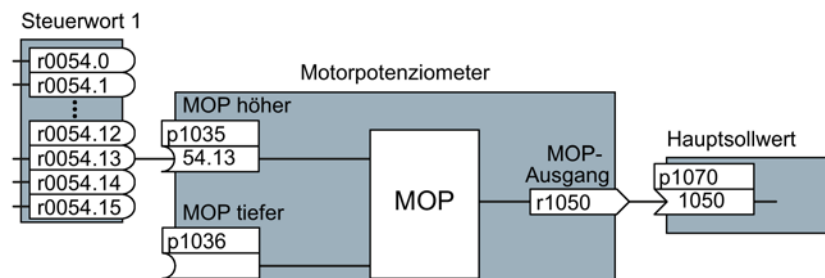 Steuerwort 1
r0054.0
r0054.1
r0054.12
r0054.13
r0054.14
r0054.15
Motorpotenziometer
MOP höher
p1035
54.13
MOP tiefer
p1036
MOP
MOP-
Ausgang
r1050
Hauptsollwert
p1070
1050